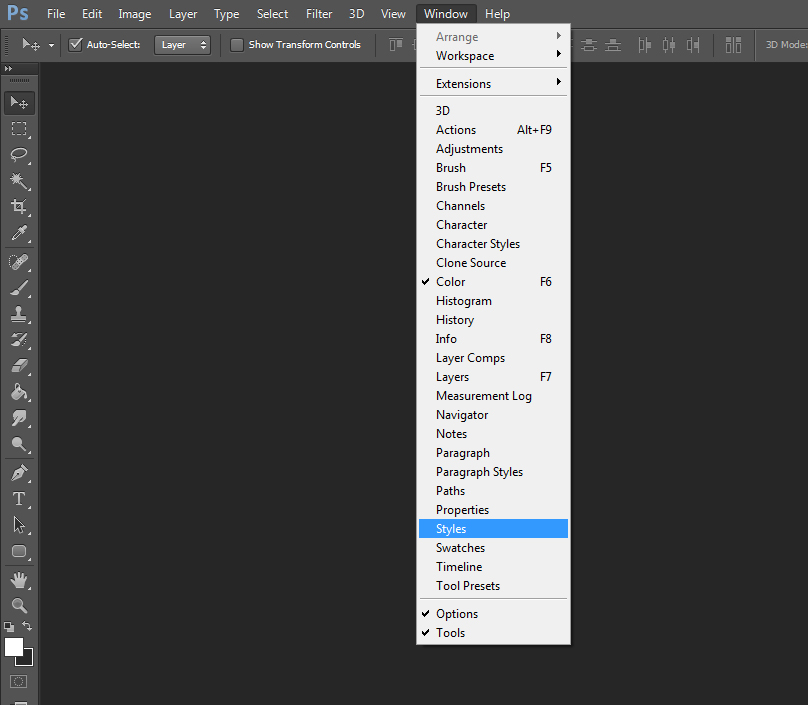 Ps File Edit Image Layer Type Select Filter 3D View Window Help
Auto-Select: Layer Show Transform Controls 3D Mode:
Arrange
Workspace
Extensions
3D
Actions Alt+F9
Adjustments
Brush F5
Brush Presets
Channels
Character
Character Styles
Clone Source
Color F6
Histogram
History
Info F8
Layer Comps
Layers F7
Measurement Log
Navigator
Notes
Paragraph
Paragraph Styles
Paths
Properties
Styles
Swatches
Timeline
Tool Presets
Options
Tools
T